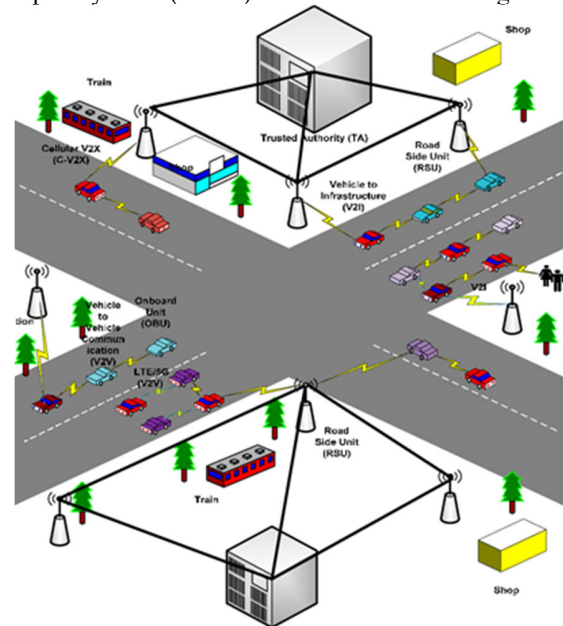 Shop
Train
Trusted Authority (TA)
Cellular V2X
(C-V2X)
Shop
Road
Side Unit
(RSU)
Vehicle to
Infrastructure
(V2I)
V2I
tion
Vehicle
to
Vehicle
Commun
ication
(V2V)
Onboard
Unit
(OBU)
LTE/5G
(V2V)
Road
Side Unit
(RSU)
Train
Shop